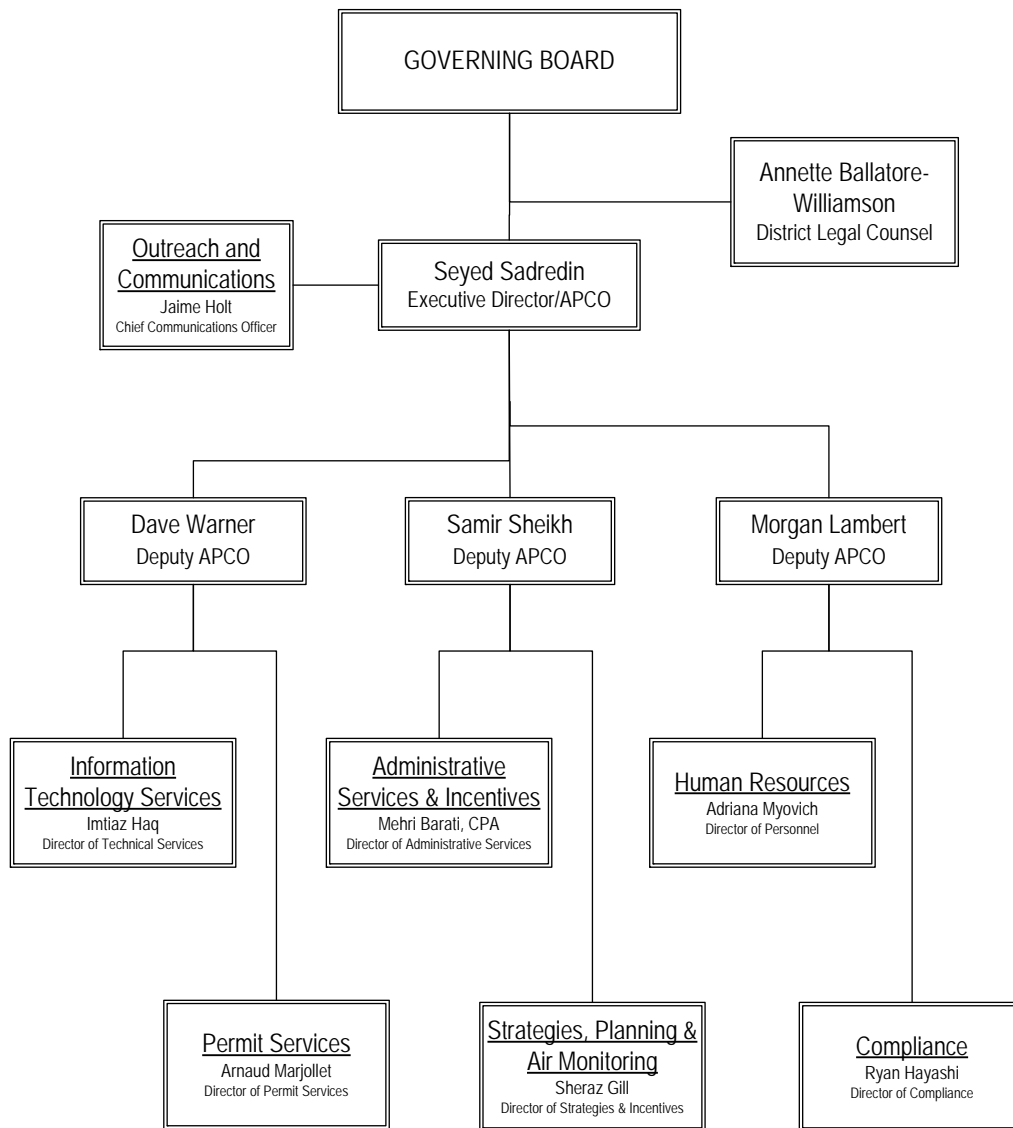 GOVERNING BOARD
Annette Ballatore-
Williamson
District Legal Counsel
Outreach and
Communications
Jaime Holt
Chief Communications Officer
Seyed Sadredin
Executive Director/APCO
Dave Warner
Deputy APCO
Samir Sheikh
Deputy APCO
Morgan Lambert
Deputy APCO
Information
Technology Services
Imtiaz Haq
Director of Technical Services
Administrative
Services & Incentives
Mehri Barati, CPA
Director of Administrative Services
Human Resources
Adriana Myovich
Director of Personnel
Permit Services
Arnaud Marjollet
Director of Permit Services
Strategies, Planning &
Air Monitoring
Sheraz Gill
Director of Strategies & Incentives
Compliance
Ryan Hayashi
Director of Compliance